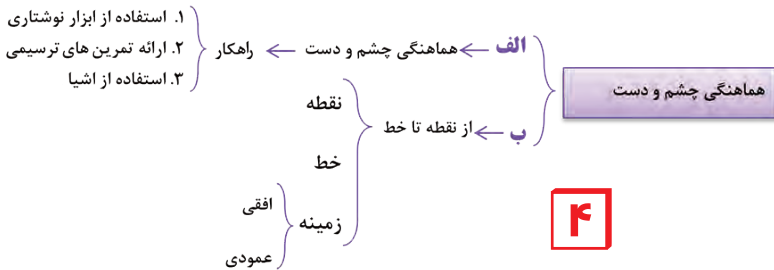 هماهنگی چشم و دست
الف
هماهنگی چشم و دست
راهکار
۱. استفاده از ابزار نوشتاری
۲. ارائه تمرین های ترسیمی
۳. استفاده از اشیا
ب
از نقطه تا خط
نقطه
خط
زمینه
افقی
عمودی
۴